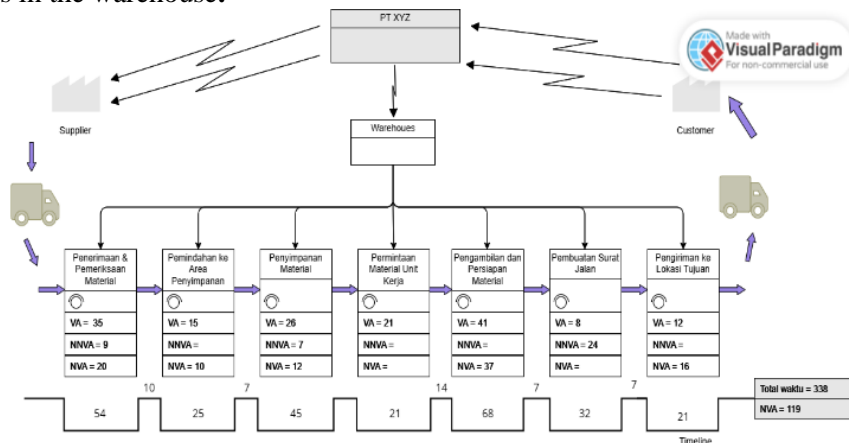 s in the warehouse.
PT XYZ
Made with
Visual Paradigm
For non-commercial use
Supplier
Warehoues
Customer
Penerimaan &
Pemeriksaan
Material
VA = 35
NNVA = 9
NVA = 20
Pemindahan ke
Area
Penyimpanan
VA = 15
NNVA =
NVA = 10
Penyimpanan
Material
VA = 26
NNVA = 7
NVA = 12
Permintaan
Material Unit
Kerja
VA = 21
NNVA =
NVA =
Pengambilan dan
Persiapan
Material
VA = 41
NNVA =
NVA = 37
Pembuatan Surat
Jalan
VA = 8
NNVA = 24
NVA =
Pengiriman ke
Lokasi Tujuan
VA = 12
NNVA =
NVA = 16
10
7
14
7
7
54
25
45
21
68
32
21
Total waktu = 338
NVA = 119
Timeline